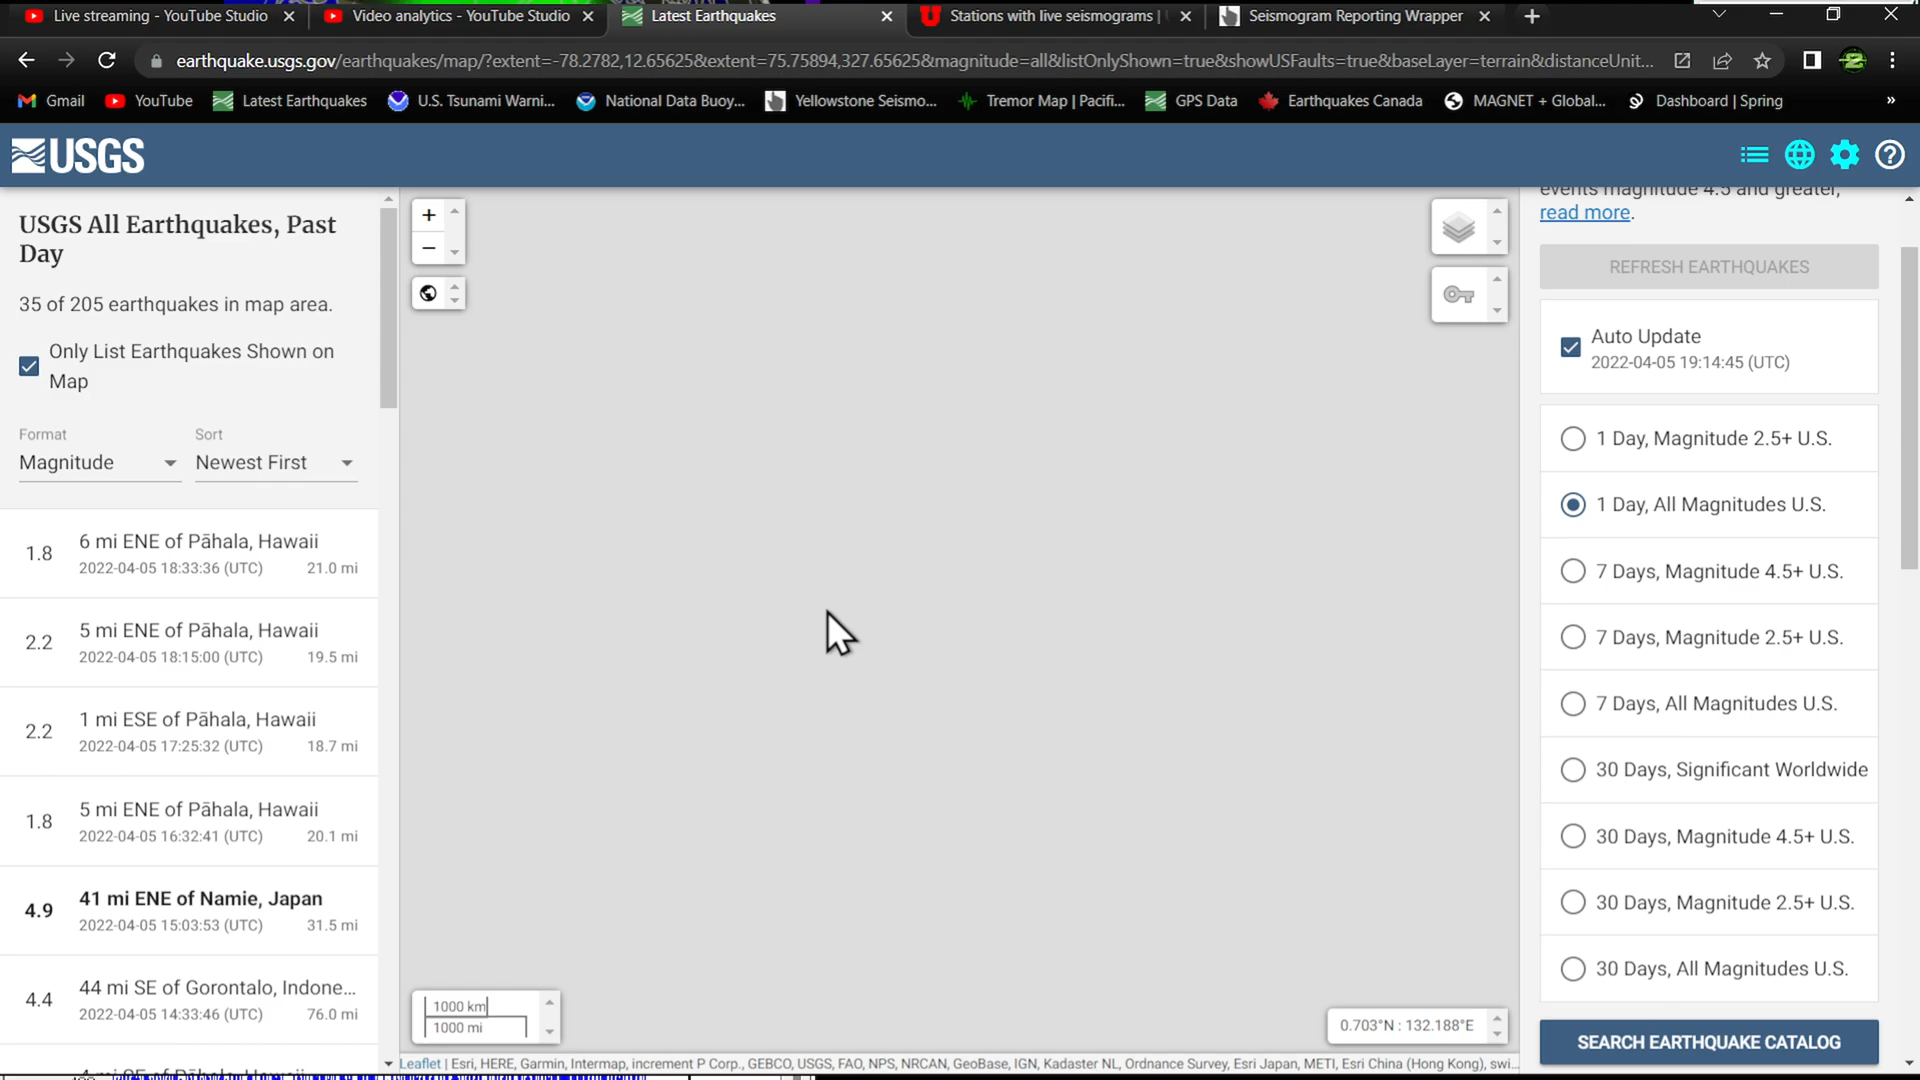 Live streaming - YouTube Studio
Video analytics - YouTube Studio
Latest Earthquakes
Stations with live seismograms |
Seismogram Reporting Wrapper
earthquake.usgs.gov/earthquakes/map/?extent=-78.2782,12.65625&extent=75.75894,327.65625&magnitude=all&listOnlyShown=true&showUSFaults=true&baseLayer=terrain&distanceUnit...
Gmail
YouTube
Latest Earthquakes
U.S. Tsunami Warni...
National Data Buoy...
Yellowstone Seismo...
Tremor Map | Pacifi...
GPS Data
Earthquakes Canada
MAGNET + Global...
Dashboard | Spring
»
USGS
USGS All Earthquakes, Past
Day
35 of 205 earthquakes in map area.
Only List Earthquakes Shown on
Map
Format
Magnitude
Sort
Newest First
1.8
6 mi ENE of Pāhala, Hawaii
2022-04-05 18:33:36 (UTC) 21.0 mi
2.2
5 mi ENE of Pāhala, Hawaii
2022-04-05 18:15:00 (UTC) 19.5 mi
2.2
1 mi ESE of Pāhala, Hawaii
2022-04-05 17:25:32 (UTC) 18.7 mi
1.8
5 mi ENE of Pāhala, Hawaii
2022-04-05 16:32:41 (UTC) 20.1 mi
4.9
41 mi ENE of Namie, Japan
2022-04-05 15:03:53 (UTC) 31.5 mi
4.4
44 mi SE of Gorontalo, Indone...
2022-04-05 14:33:46 (UTC) 76.0 mi
+
−
1000 km
1000 mi
0.703°N : 132.188°E
Leaflet | Esri, HERE, Garmin, Intermap, increment P Corp., GEBCO, USGS, FAO, NPS, NRCAN, GeoBase, IGN, Kadaster NL, Ordnance Survey, Esri Japan, METI, Esri China (Hong Kong), swi...
events magnitude 4.5 and greater,
read more.
REFRESH EARTHQUAKES
Auto Update
2022-04-05 19:14:45 (UTC)
1 Day, Magnitude 2.5+ U.S.
1 Day, All Magnitudes U.S.
7 Days, Magnitude 4.5+ U.S.
7 Days, Magnitude 2.5+ U.S.
7 Days, All Magnitudes U.S.
30 Days, Significant Worldwide
30 Days, Magnitude 4.5+ U.S.
30 Days, Magnitude 2.5+ U.S.
30 Days, All Magnitudes U.S.
SEARCH EARTHQUAKE CATALOG